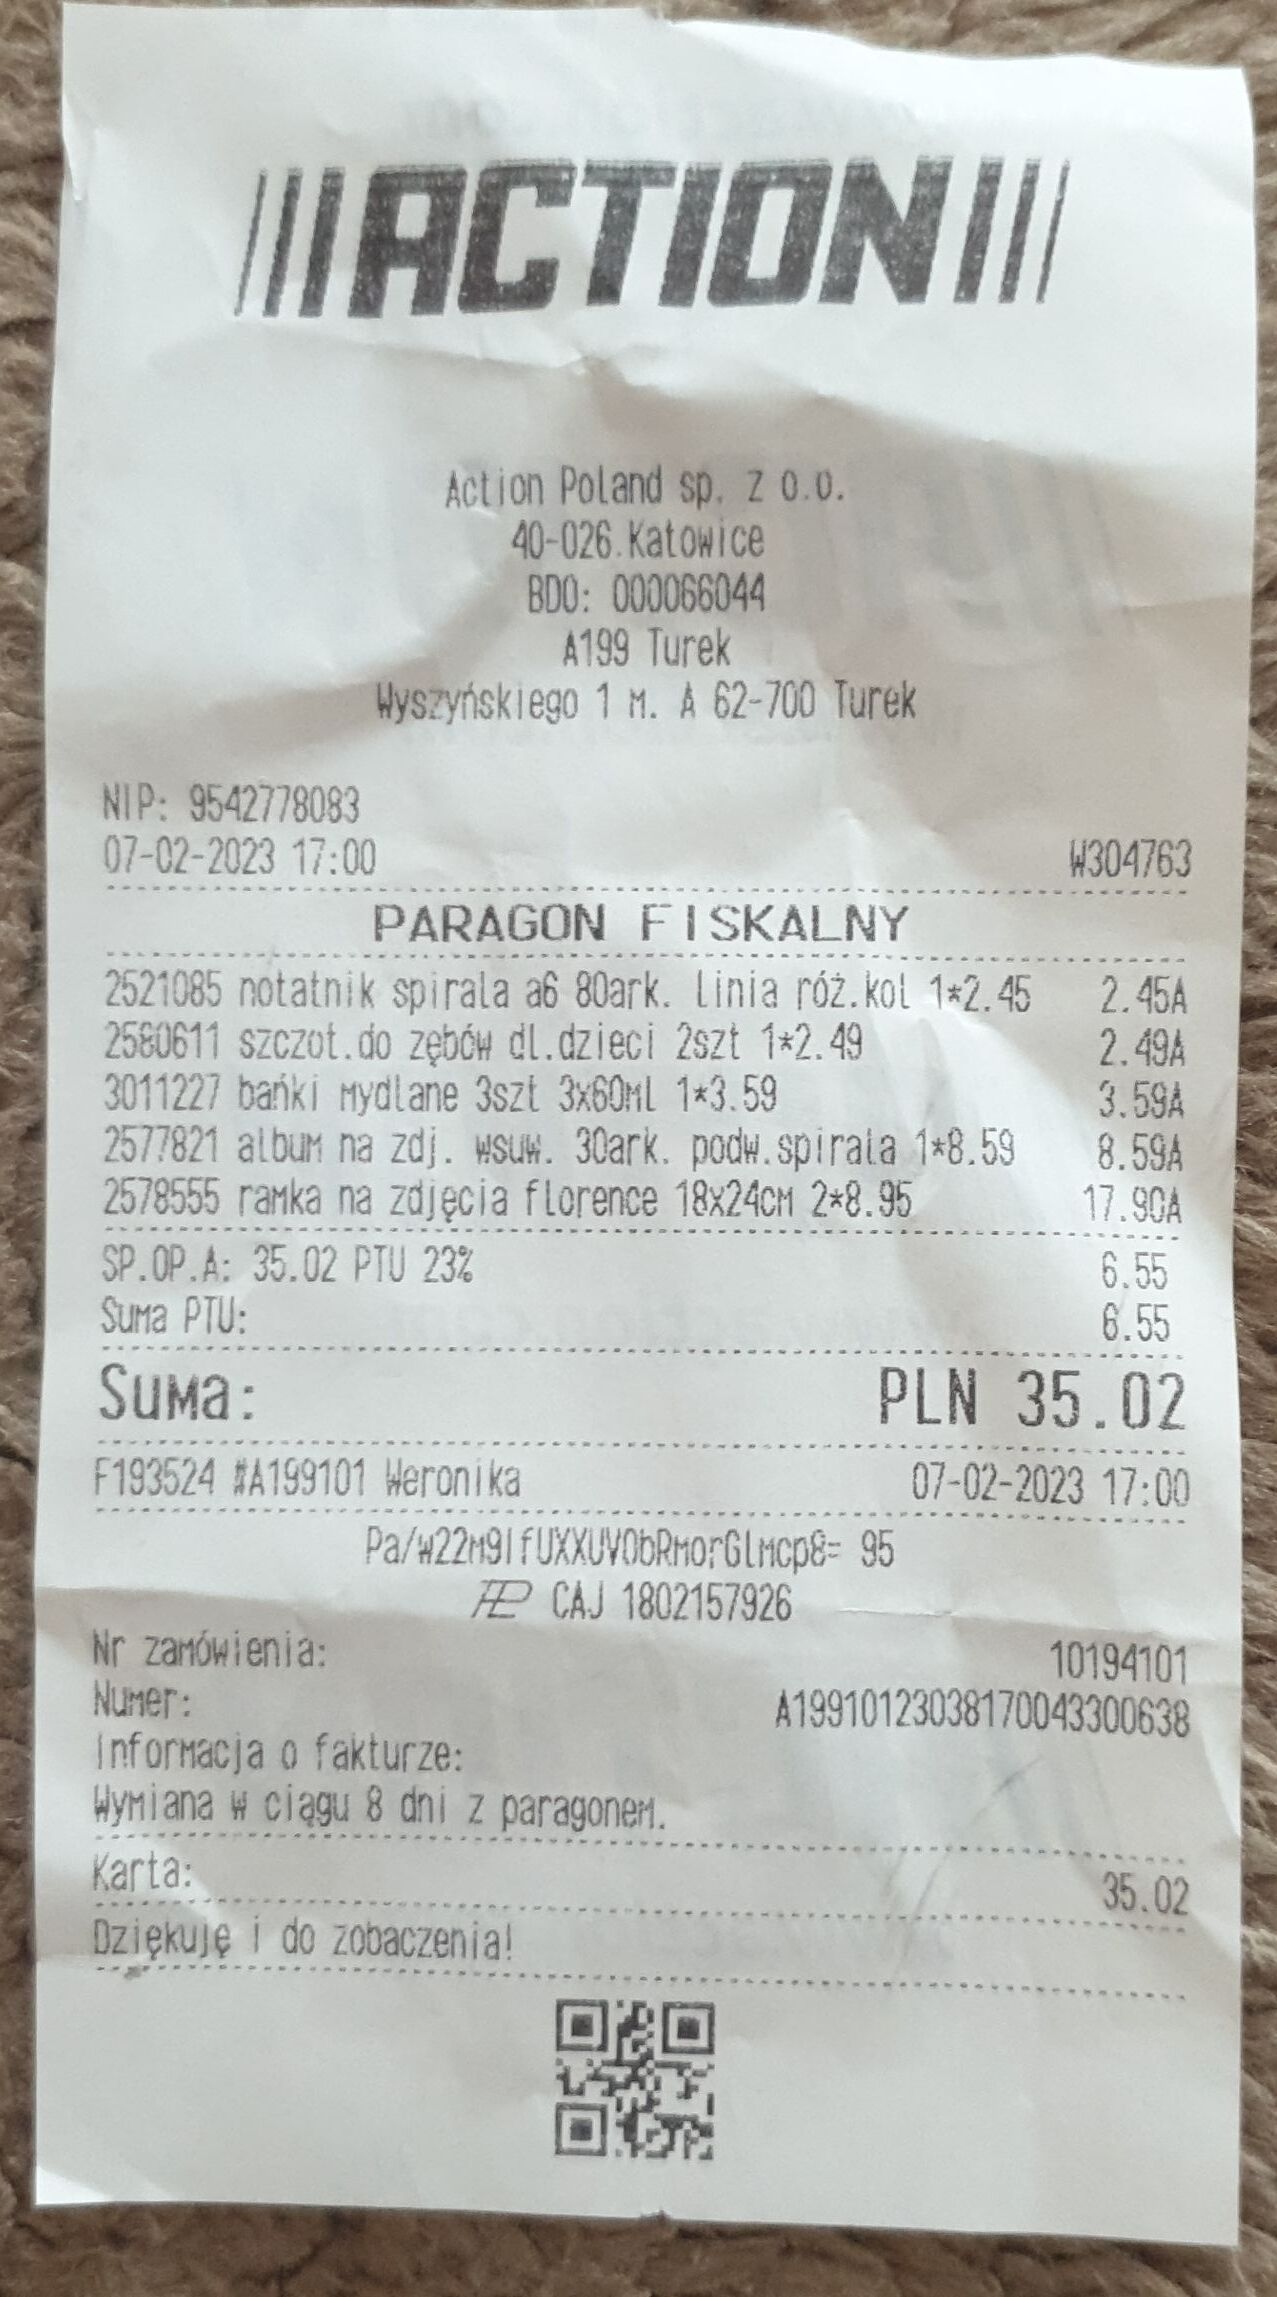 ACTION
Action Poland sp. z o.o.
40-026 Katowice
BDO: 000066044
A199 Turek
Wyszyńskiego 1 m. A 62-700 Turek
NIP: 9542778083
07-02-2023 17:00 W304763
PARAGON FISKALNY
2521085 notatnik spirala a6 80ark. linia róż.kol 1*2.45 2.45A
2580611 szczot.do zębów dl.dzieci 2szt 1*2.49 2.49A
3011227 bańki mydlane 3szt 3x60ml 1*3.59 3.59A
2577821 album na zdj. wsuw. 30ark. podw.spirala 1*8.59 8.59A
2578555 ramka na zdjęcia florence 18x24cm 2*8.95 17.90A
SP.OP.A: 35.02 PTU 23% 6.55
Suma PTU: 6.55
Suma: PLN 35.02
F193524 #A199101 Weronika 07-02-2023 17:00
95
CAJ 1802157926
Nr zamówienia: 10194101
Numer: A19910123038170043300638
Informacja o fakturze:
Wymiana w ciągu 8 dni z paragonem.
Karta: 35.02
Dziękuję i do zobaczenia!